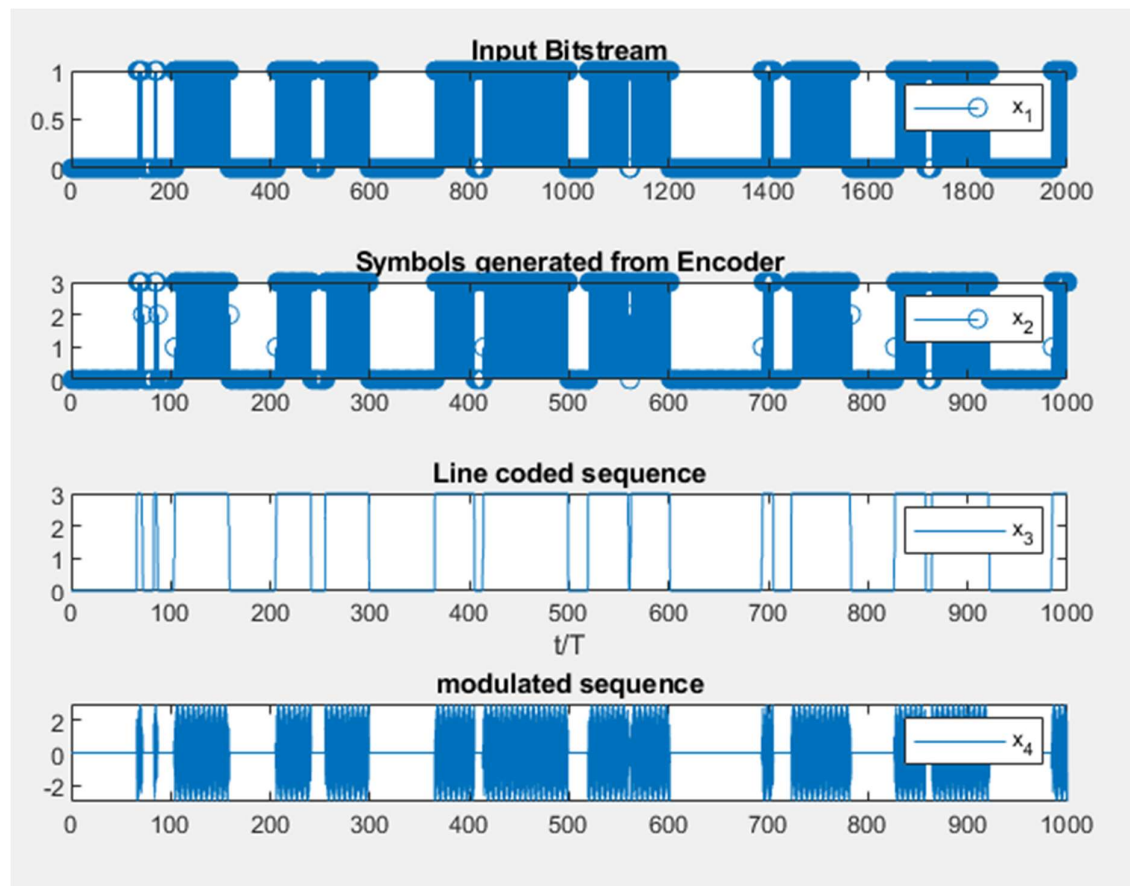 Input Bitstream
1
0.5
0
x1
0 200 400 600 800 1000 1200 1400 1600 1800 2000
Symbols generated from Encoder
3
2
1
0
x2
0 100 200 300 400 500 600 700 800 900 1000
Line coded sequence
3
2
1
0
x3
0 100 200 300 400 500 600 700 800 900 1000
t/T
modulated sequence
2
0
-2
x4
0 100 200 300 400 500 600 700 800 900 1000